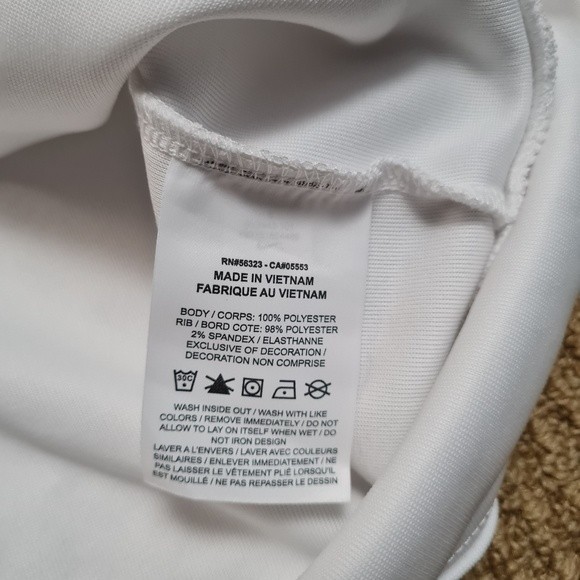 RN#56323 - CA#05553
MADE IN VIETNAM
FABRIQUE AU VIETNAM
BODY / CORPS: 100% POLYESTER
RIB / BORD COTE: 98% POLYESTER
2% SPANDEX / ELASTHANNE
EXCLUSIVE OF DECORATION /
DECORATION NON COMPRISE
30C
WASH INSIDE OUT / WASH WITH LIKE
COLORS / REMOVE IMMEDIATELY / DO NOT
ALLOW TO LAY ON ITSELF WHEN WET / DO
NOT IRON DESIGN
LAVER A L'ENVERS / LAVER AVEC COULEURS
SIMILAIRES / ENLEVER IMMEDIATEMENT / NE
PAS LAISSER LE VÊTEMENT PLIÉ LORSQU'IL
EST MOUILLÉ / NE PAS REPASSER LE DESSIN